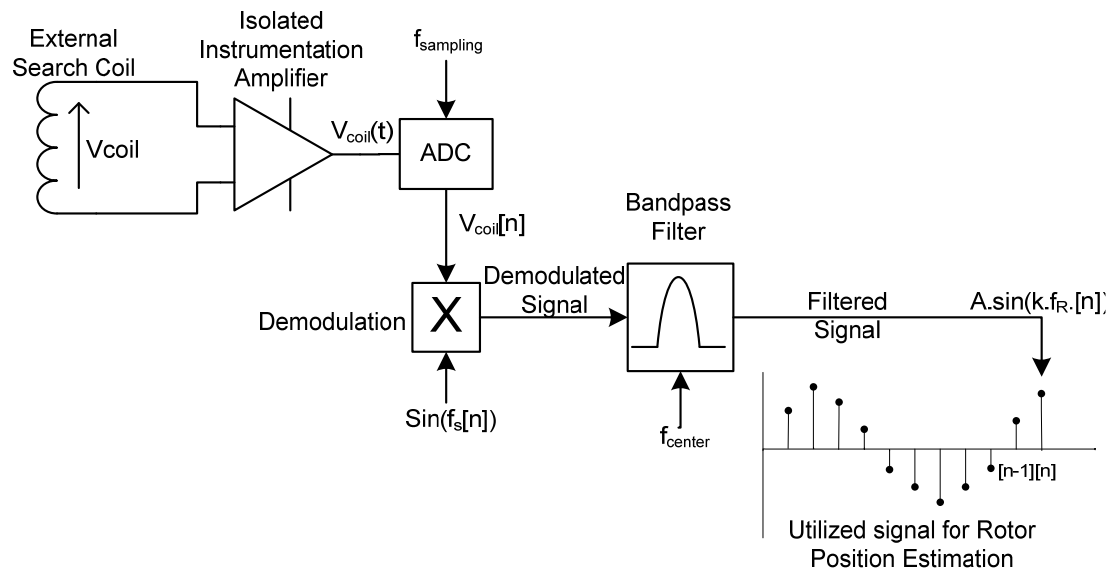 External
Search Coil
Isolated
Instrumentation
Amplifier
f_sampling
Vcoil
V_coil(t)
ADC
V_coil[n]
Bandpass
Filter
Demodulation
X
Demodulated
Signal
Filtered
Signal
A.sin(k.f_R.[n])
Sin(f_s[n])
f_center
[n-1][n]
Utilized signal for Rotor
Position Estimation